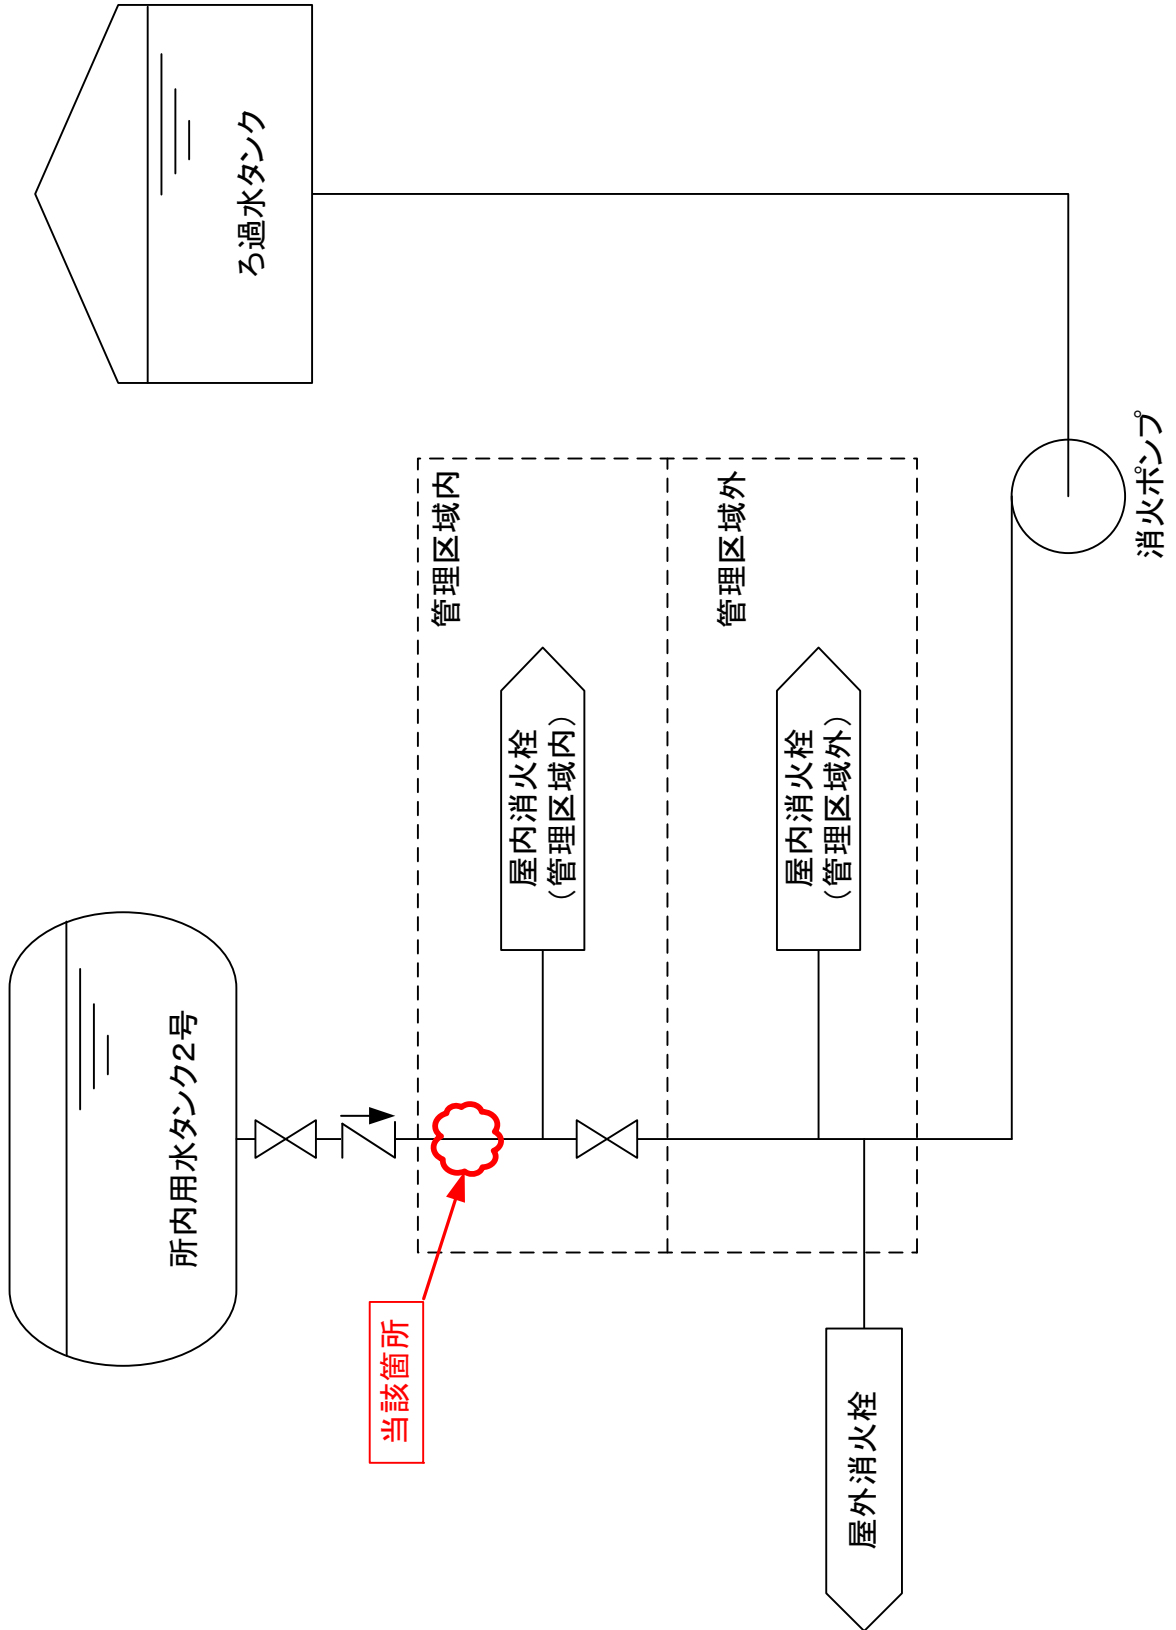 所内用水タンク2号
ろ過水タンク
当該箇所
管理区域内
屋内消火栓
（管理区域内）
管理区域外
屋内消火栓
（管理区域外）
屋外消火栓
消火ポンプ